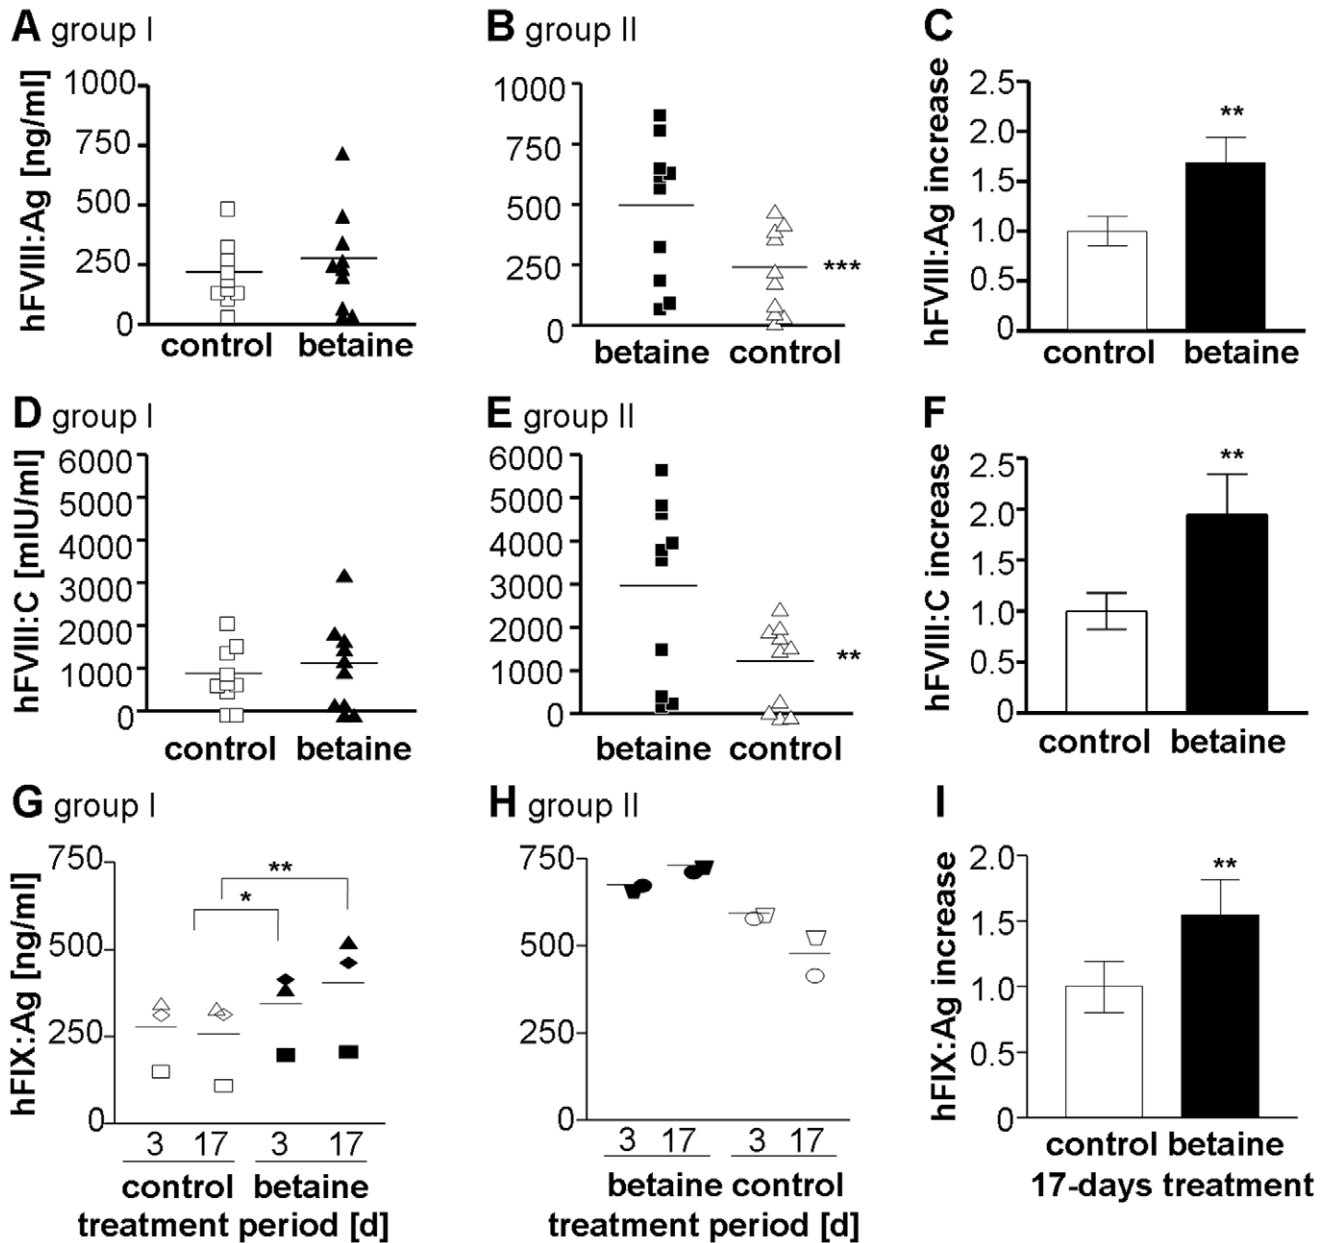 A group I
hFVIII:Ag [ng/ml]
1000
750
500
250
0
control betaine
B group II
1000
750
500
250
0
***
betaine control
C
hFVIII:Ag increase
2.5
2.0
1.5
1.0
0.5
0
**
control betaine
D group I
hFVIII:C [mIU/ml]
6000
5000
4000
3000
2000
1000
0
control betaine
E group II
6000
5000
4000
3000
2000
1000
0
**
betaine control
F
hFVIII:C increase
2.5
2.0
1.5
1.0
0.5
0
**
control betaine
G group I
hFIX:Ag [ng/ml]
750
500
250
0
**
*
3 17 3 17
control betaine
treatment period [d]
H group II
750
500
250
0
3 17 3 17
betaine control
treatment period [d]
I
hFIX:Ag increase
2.0
1.5
1.0
0.5
0
**
control betaine
17-days treatment